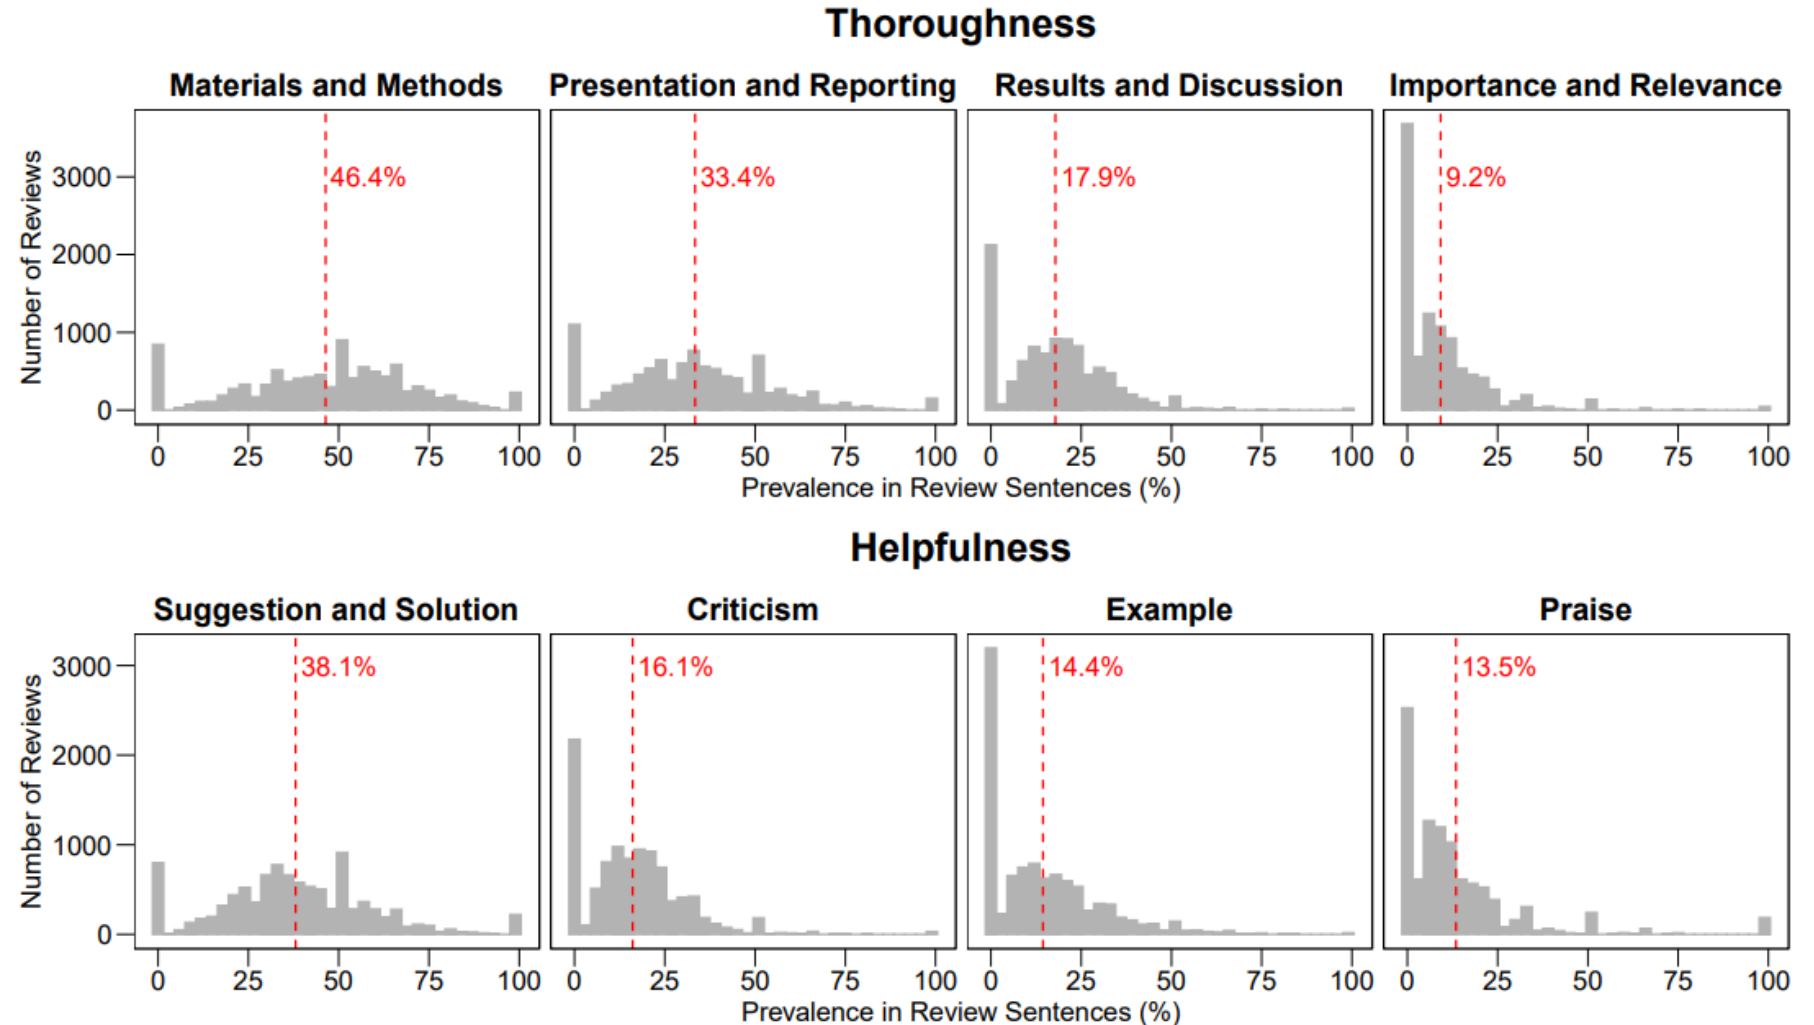 Thoroughness
Materials and Methods Presentation and Reporting Results and Discussion Importance and Relevance
Number of Reviews
3000
2000
1000
0
46.4% 33.4% 17.9% 9.2%
0 25 50 75 100 0 25 50 75 100 0 25 50 75 100 0 25 50 75 100
Prevalence in Review Sentences (%)
Helpfulness
Suggestion and Solution Criticism Example Praise
Number of Reviews
3000
2000
1000
0
38.1% 16.1% 14.4% 13.5%
0 25 50 75 100 0 25 50 75 100 0 25 50 75 100 0 25 50 75 100
Prevalence in Review Sentences (%)